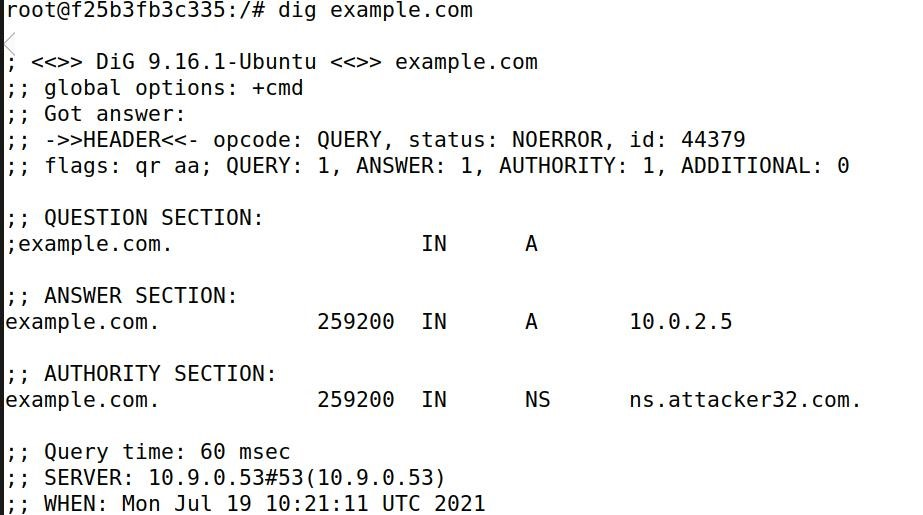 root@f25b3fb3c335:/# dig example.com
; <<>> DiG 9.16.1-Ubuntu <<>> example.com
;; global options: +cmd
;; Got answer:
;; ->>HEADER<<- opcode: QUERY, status: NOERROR, id: 44379
;; flags: qr aa; QUERY: 1, ANSWER: 1, AUTHORITY: 1, ADDITIONAL: 0
;; QUESTION SECTION:
;example.com. IN A
;; ANSWER SECTION:
example.com. 259200 IN A 10.0.2.5
;; AUTHORITY SECTION:
example.com. 259200 IN NS ns.attacker32.com.
;; Query time: 60 msec
;; SERVER: 10.9.0.53#53(10.9.0.53)
;; WHEN: Mon Jul 19 10:21:11 UTC 2021